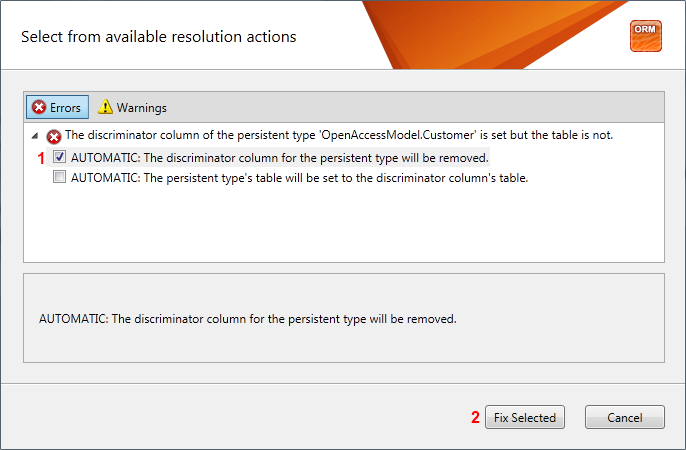 Select from available resolution actions
ORM
Errors
Warnings
The discriminator column of the persistent type 'OpenAccessModel.Customer' is set but the table is not.
1
AUTOMATIC: The discriminator column for the persistent type will be removed.
AUTOMATIC: The persistent type's table will be set to the discriminator column's table.
AUTOMATIC: The discriminator column for the persistent type will be removed.
2
Fix Selected
Cancel